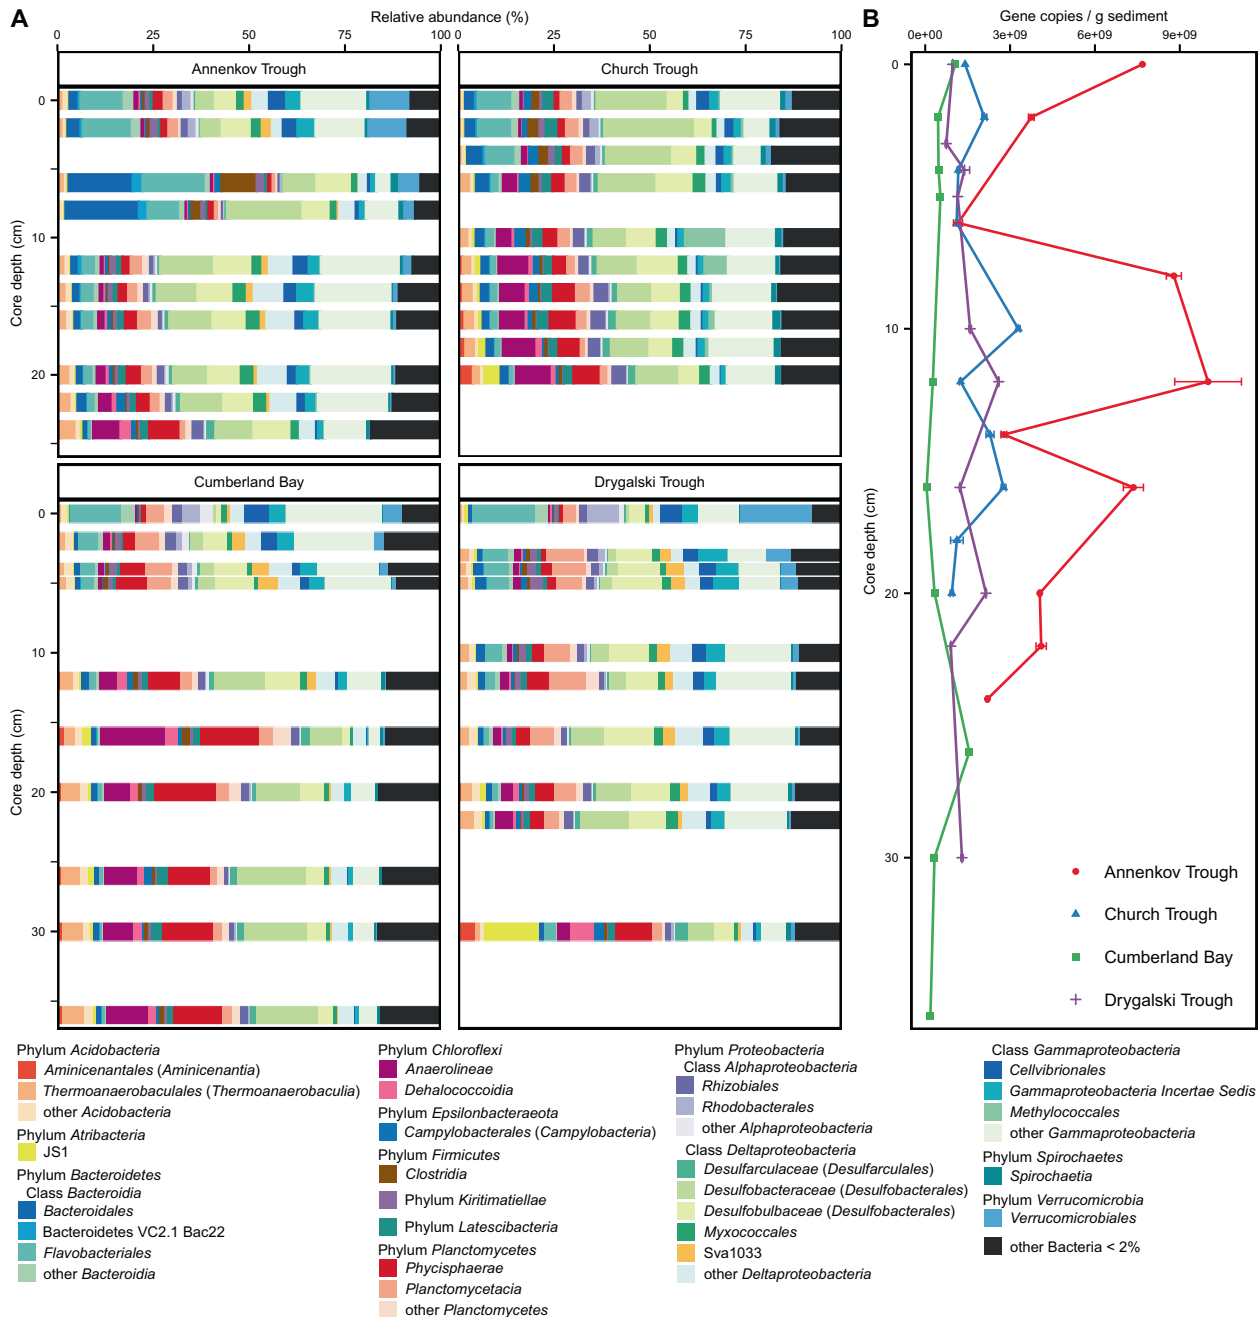 A
Relative abundance (%)
0 25 50 75 100
0 25 50 75 100
Annenkov Trough
Church Trough
Core depth (cm)
0
10
20
Cumberland Bay
Drygalski Trough
Core depth (cm)
0
10
20
30
B
Gene copies / g sediment
0e+00 3e+09 6e+09 9e+09
Core depth (cm)
0
10
20
30
Annenkov Trough
Church Trough
Cumberland Bay
Drygalski Trough
Phylum Acidobacteria
Aminicenantales (Aminicenantia)
Thermoanaerobaculales (Thermoanaerobaculia)
other Acidobacteria
Phylum Atribacteria
JS1
Phylum Bacteroidetes
Class Bacteroidia
Bacteroidales
Bacteroidetes VC2.1 Bac22
Flavobacteriales
other Bacteroidia
Phylum Chloroflexi
Anaerolineae
Dehalococcoidia
Phylum Epsilonbacteraeota
Campylobacterales (Campylobacteria)
Phylum Firmicutes
Clostridia
Phylum Kiritimatiellae
Phylum Latescibacteria
Phylum Planctomycetes
Phycisphaerae
Planctomycetacia
other Planctomycetes
Phylum Proteobacteria
Class Alphaproteobacteria
Rhizobiales
Rhodobacterales
other Alphaproteobacteria
Class Deltaproteobacteria
Desulfarculaceae (Desulfarculales)
Desulfobacteraceae (Desulfobacterales)
Desulfobulbaceae (Desulfobacterales)
Myxococcales
Sva1033
other Deltaproteobacteria
Class Gammaproteobacteria
Cellvibrionales
Gammaproteobacteria Incertae Sedis
Methylococcales
other Gammaproteobacteria
Phylum Spirochaetes
Spirochaetia
Phylum Verrucomicrobia
Verrucomicrobiales
other Bacteria < 2%